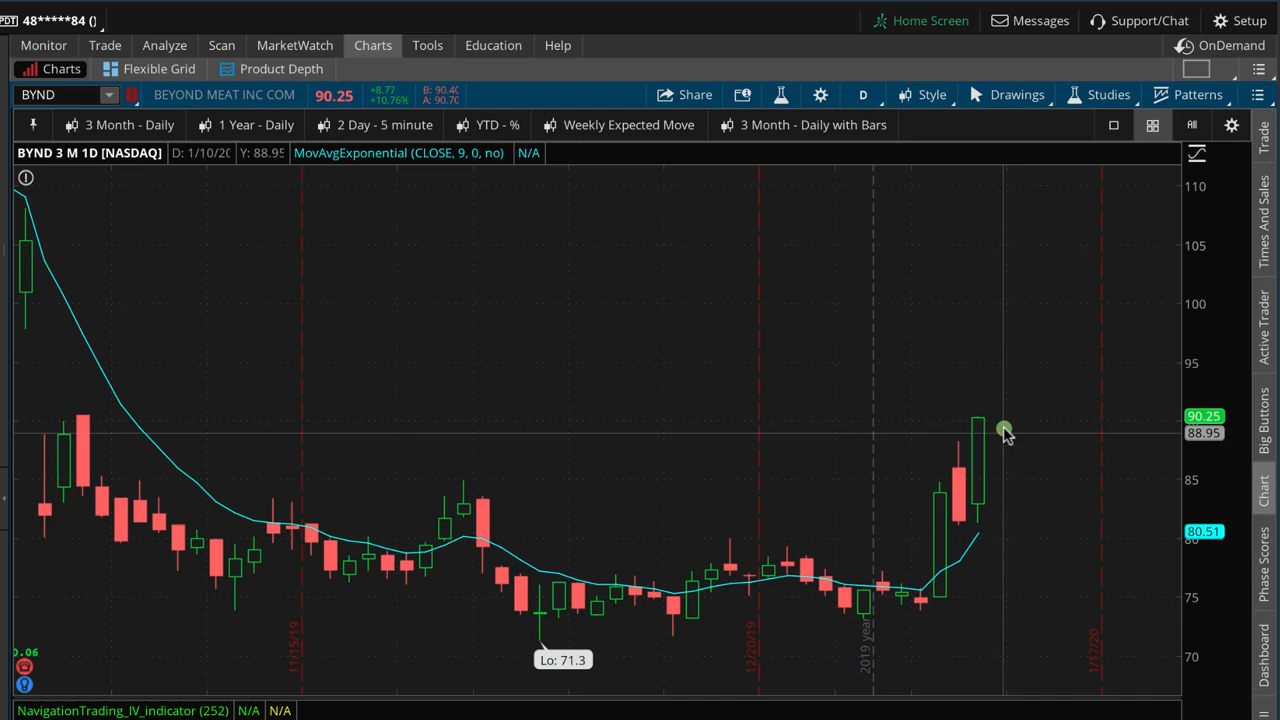 PDT 48*****84 () Home Screen Messages Support/Chat Setup
Monitor Trade Analyze Scan MarketWatch Charts Tools Education Help OnDemand
Charts Flexible Grid Product Depth
BYND BEYOND MEAT INC COM 90.25 +8.77 +10.76% B: 90.40 A: 90.70 Share D Style Drawings Studies Patterns
3 Month - Daily 1 Year - Daily 2 Day - 5 minute YTD - % Weekly Expected Move 3 Month - Daily with Bars All
BYND 3 M 1D [NASDAQ] D: 1/10/20 Y: 88.95 MovAvgExponential (CLOSE, 9, 0, no) N/A
110
105
100
95
90.25
88.95
85
80.51
80
75
70
11/15/19
12/20/19
2019 year
1/17/20
Lo: 71.3
0.06
NavigationTrading_IV_indicator (252) N/A N/A
Trade
Times And Sales
Active Trader
Big Buttons
Chart
Phase Scores
Dashboard